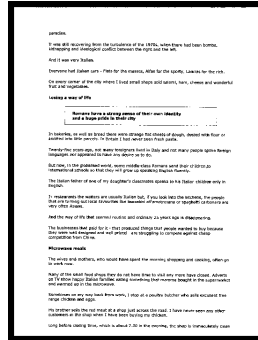 paradise.
It was still recovering from the turbulence of the 1970s, when there had been bombs,
kidnapping and ideological conflict between the right and the left.
And it was very Italian.
Everyone had Italian cars - Fiats for the masses, Alfas for the sporty, Lancias for the rich.
On every corner of the city where I lived small shops sold salami, ham, cheese and wonderful
fruit and vegetables.
Losing a way of life
Romans have a strong sense of their own identity
and a huge pride in their city
In bakeries, as well as bread there were strange flat sheets of dough, dusted with flour or
another with little parcels. In Britain I had never seen fresh pasta.
Twenty-five years ago, not many foreigners lived in Italy and not many people spoke foreign
languages nor appeared to have any desire to do.
But now, in the globalised world, many middle-class Romans send their children to
international schools so that they will grow up speaking English fluently.
The Italian father of one of my daughter's classmates speaks to his Italian children only in
English.
In restaurants the waiters are usually Italian but, if you look into the kitchens, the people
that are turning out local favourites like
and spaghetti carbonara are
very often Asians.
And the way of life that seemed routine and ordinary 25 years ago is disappearing.
The businesses that paid for it - that produced things that people wanted to buy because
they were well designed and well priced - are struggling to compete against cheap
competition from China.
Microwave meals
The wives and mothers, who would have spent the morning shopping and cooking, often go
to work now.
Many of the small food shops they do not have time to visit any more have closed. Adverts
on TV show happy Italian families eating something that mamma bought in the supermarket
and warmed up in the microwave.
Sometimes on my way back from work, I stop at a poultry butcher who sells excellent free
range chicken and eggs.
His brother sells the red meat at a shop just across the road. I have never seen any other
customers in the shop when I have been buying my chicken.
Long before closing time, which is about 7.30 in the evening, the shop is immaculately clean